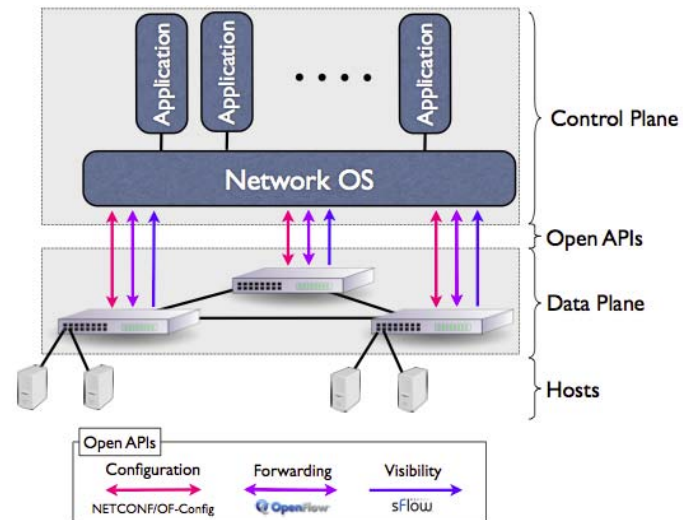 Application
Application
Application
Control Plane
Network OS
Open APIs
Data Plane
Hosts
Open APIs
Configuration
Forwarding
Visibility
NETCONF/OF-Config
OpenFlow
sFlow